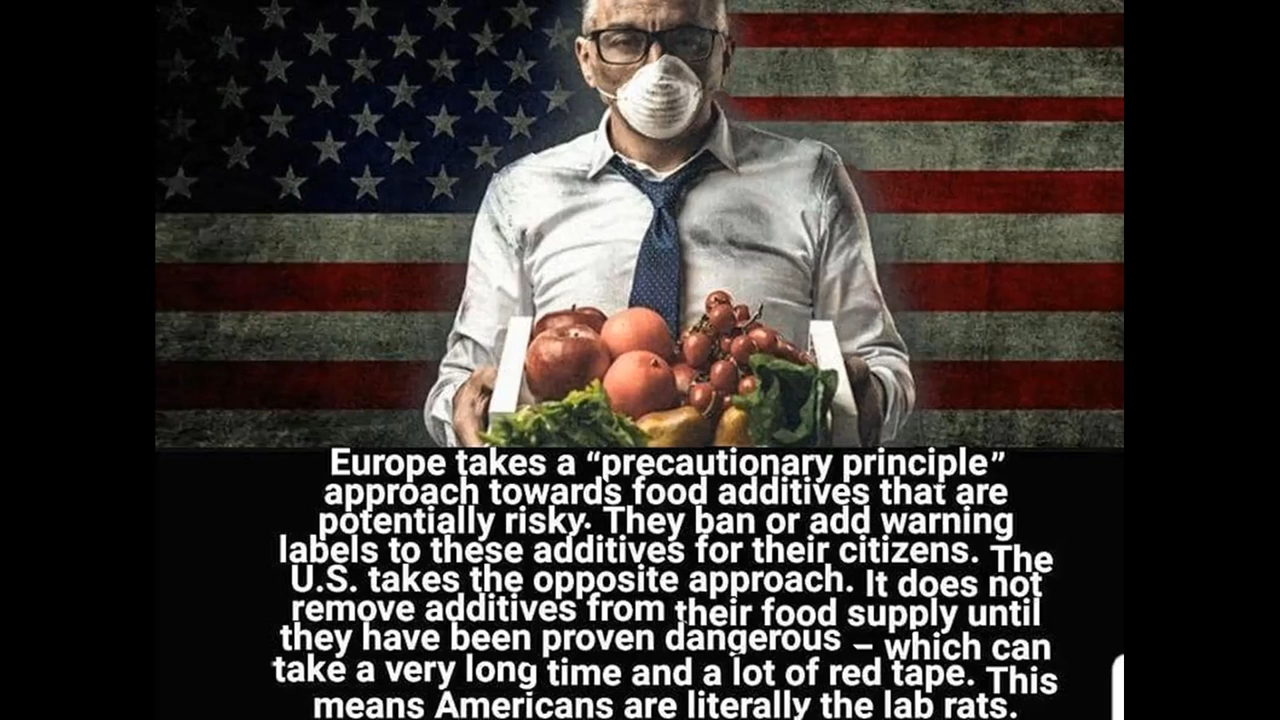 Europe takes a “precautionary principle”
approach towards food additives that are
potentially risky. They ban or add warning
labels to these additives for their citizens. The
U.S. takes the opposite approach. It does not
remove additives from their food supply until
they have been proven dangerous – which can
take a very long time and a lot of red tape. This
means Americans are literally the lab rats.